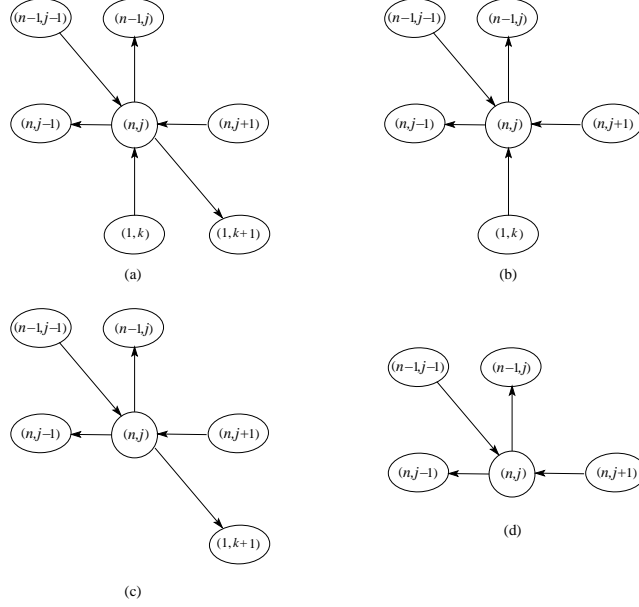 (n−1,j−1) (n−1,j) (n−1,j−1) (n−1,j)
(n,j−1) (n,j) (n,j+1) (n,j−1) (n,j) (n,j+1)
(1,k) (1,k+1) (1,k)
(a) (b)
(n−1,j−1) (n−1,j)
(n−1,j−1) (n−1,j)
(n,j−1) (n,j) (n,j+1)
(n,j−1) (n,j) (n,j+1)
(d)
(1,k+1)
(c)